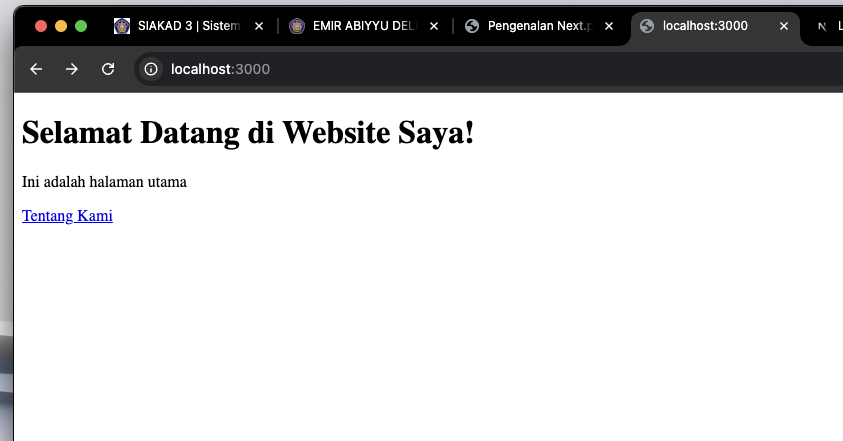 SIAKAD 3 | Sistem
EMIR ABIYYU DEL
Pengenalan Next.p
localhost:3000
L
localhost:3000
Selamat Datang di Website Saya!
Ini adalah halaman utama
Tentang Kami